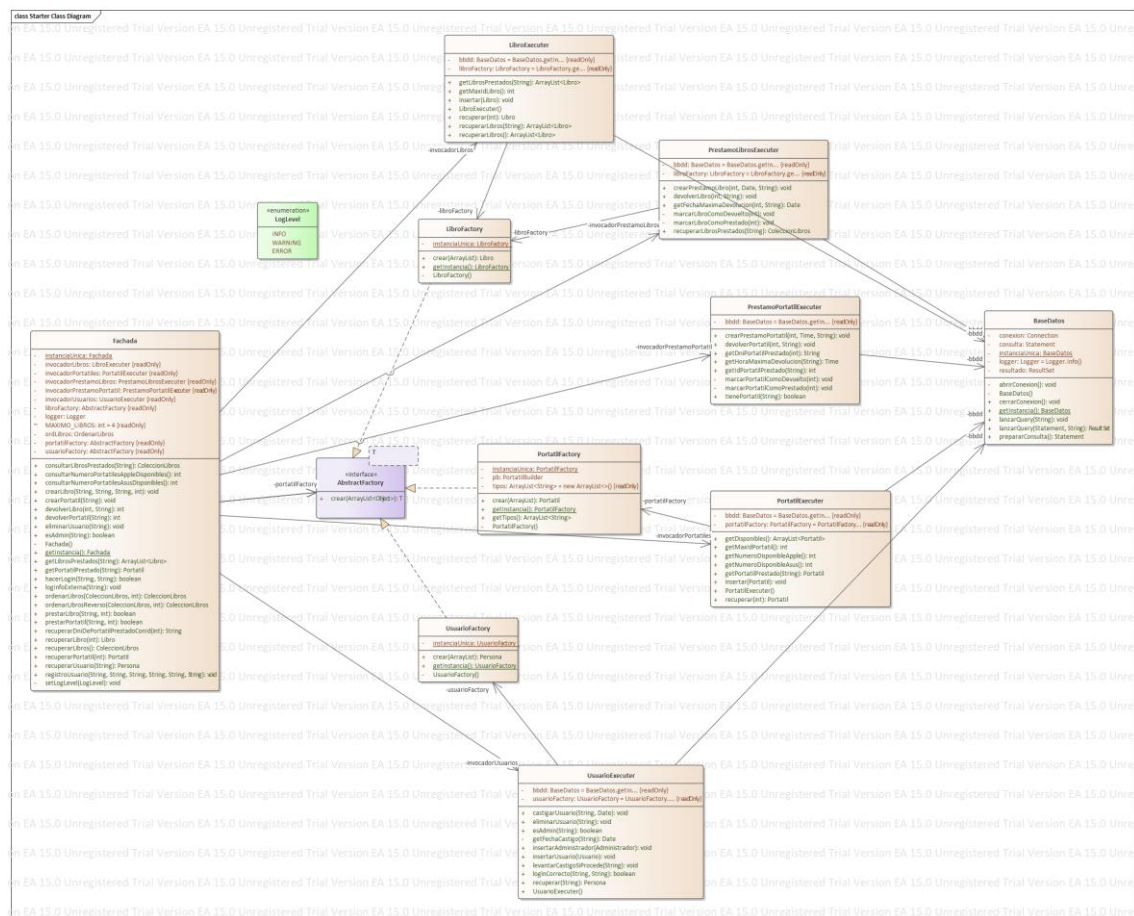 class Starter Class Diagram
LibroExecuter
- bbdd: BaseDatos = BaseDatos.getIn... {readOnly}
- libroFactory: LibroFactory = LibroFactory.ge... {readOnly}
+ getLibrosPrestados(String): ArrayList<Libro>
+ getMaxIdLibro(): int
+ insertar(Libro): void
+ LibroExecuter()
+ recuperar(int): Libro
+ recuperarLibros(String): ArrayList<Libro>
+ recuperarLibros(): ArrayList<Libro>
-invocadorLibros
PrestamoLibrosExecuter
- bbdd: BaseDatos = BaseDatos.getIn... {readOnly}
- libroFactory: LibroFactory = LibroFactory.ge... {readOnly}
+ crearPrestamoLibro(int, Date, String): void
+ devolverLibro(int, String): void
+ getFechaMaximaDevolucion(int, String): Date
- marcarLibroComoDevuelto(int): void
- marcarLibroComoPrestado(int): void
+ recuperarLibrosPrestados(String): ColeccionLibros
«enumeration»
LogLevel
INFO
WARNING
ERROR
-libroFactory
LibroFactory
- instanciaUnica: LibroFactory
+ crear(ArrayList): Libro
+ getInstancia(): LibroFactory
- LibroFactory()
-libroFactory
-invocadorPrestamoLibros
PrestamoPortatilExecuter
- bbdd: BaseDatos = BaseDatos.getIn... {readOnly}
+ crearPrestamoPortatil(int, Time, String): void
+ devolverPortatil(int, String): void
+ getDniPortatilPrestado(int): String
+ getHoraMaximaDevolucion(String): Time
+ getIdPortatilPrestado(String): int
- marcarPortatilComoDevuelto(int): void
- marcarPortatilComoPrestado(int): void
+ tienePortatil(String): boolean
-invocadorPrestamoPortatil
BaseDatos
- conexion: Connection
- consulta: Statement
- instanciaUnica: BaseDatos
- logger: Logger = Logger.info()
- resultado: ResultSet
+ abrirConexion(): void
- BaseDatos()
+ cerrarConexion(): void
+ getInstancia(): BaseDatos
+ lanzarQuery(String): void
+ lanzarQuery(Statement, String): ResultSet
+ prepararConsulta(): Statement
-bbdd
-bbdd
-bbdd
-bbdd
Fachada
- instanciaUnica: Fachada
- invocadorLibros: LibroExecuter {readOnly}
- invocadorPortatiles: PortatilExecuter {readOnly}
- invocadorPrestamoLibros: PrestamoLibrosExecuter {readOnly}
- invocadorPrestamoPortatil: PrestamoPortatilExecuter {readOnly}
- invocadorUsuarios: UsuarioExecuter {readOnly}
- libroFactory: AbstractFactory {readOnly}
- logger: Logger
~ MAXIMO_LIBROS: int = 4 {readOnly}
- ordLibros: OrdenarLibros
- portatilFactory: AbstractFactory {readOnly}
- usuarioFactory: AbstractFactory {readOnly}
+ consultarLibrosPrestados(String): ColeccionLibros
+ consultarNumeroPortatilesAppleDisponibles(): int
+ consultarNumeroPortatilesAsusDisponibles(): int
+ crearLibro(String, String, String, int): void
+ crearPortatil(String): void
+ devolverLibro(int, String): int
+ devolverPortatil(String): int
+ eliminarUsuario(String): void
+ esAdmin(String): boolean
- Fachada()
+ getInstancia(): Fachada
+ getLibrosPrestados(String): ArrayList<Libro>
+ getPortatilPrestado(String): Portatil
+ hacerLogin(String, String): boolean
+ logInfoExterna(String): void
+ ordenarLibros(ColeccionLibros, int): ColeccionLibros
+ ordenarLibrosReverso(ColeccionLibros, int): ColeccionLibros
+ prestarLibro(String, int): boolean
+ prestarPortatil(String, int): boolean
+ recuperarDniDePortatilPrestadoConId(int): String
+ recuperarLibro(int): Libro
+ recuperarLibros(): ColeccionLibros
+ recuperarPortatil(int): Portatil
+ recuperarUsuario(String): Persona
+ registroUsuario(String, String, String, String, String, String): void
- setLogLevel(LogLevel): void
T
«interface»
AbstractFactory
+ crear(ArrayList<Object>): T
-portatilFactory
PortatilFactory
- instanciaUnica: PortatilFactory
- pb: PortatilBuilder
- tipos: ArrayList<String> = new ArrayList<>() {readOnly}
+ crear(ArrayList): Portatil
+ getInstancia(): PortatilFactory
+ getTipos(): ArrayList<String>
- PortatilFactory()
-portatilFactory
-invocadorPortatiles
PortatilExecuter
- bbdd: BaseDatos = BaseDatos.getIn... {readOnly}
- portatilFactory: PortatilFactory = PortatilFactory... {readOnly}
+ getDisponibles(): ArrayList<Portatil>
+ getMaxIdPortatil(): int
+ getNumeroDisponibleApple(): int
+ getNumeroDisponibleAsus(): int
+ getPortatilPrestado(String): Portatil
+ insertar(Portatil): void
+ PortatilExecuter()
+ recuperar(int): Portatil
UsuarioFactory
- instanciaUnica: UsuarioFactory
+ crear(ArrayList): Persona
+ getInstancia(): UsuarioFactory
- UsuarioFactory()
-usuarioFactory
-invocadorUsuarios
UsuarioExecuter
- bbdd: BaseDatos = BaseDatos.getIn... {readOnly}
- usuarioFactory: UsuarioFactory = UsuarioFactory.... {readOnly}
+ castigarUsuario(String, Date): void
+ eliminarUsuario(String): void
+ esAdmin(String): boolean
- getFechaCastigo(String): Date
+ insertarAdministrador(Administrador): void
+ insertarUsuario(Usuario): void
+ levantarCastigoSiProcede(String): void
+ loginCorrecto(String, String): boolean
+ recuperar(String): Persona
+ UsuarioExecuter()